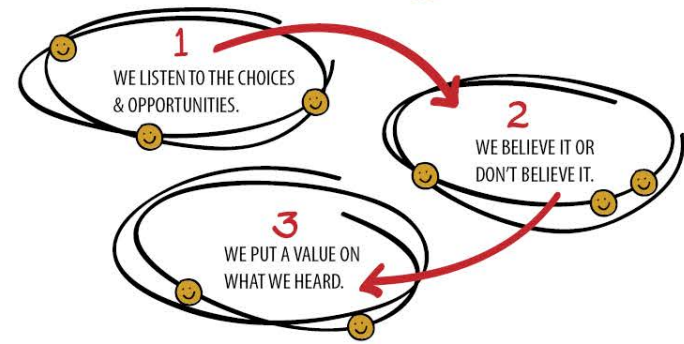 1
WE LISTEN TO THE CHOICES
& OPPORTUNITIES.
2
WE BELIEVE IT OR
DON'T BELIEVE IT.
3
WE PUT A VALUE ON
WHAT WE HEARD.